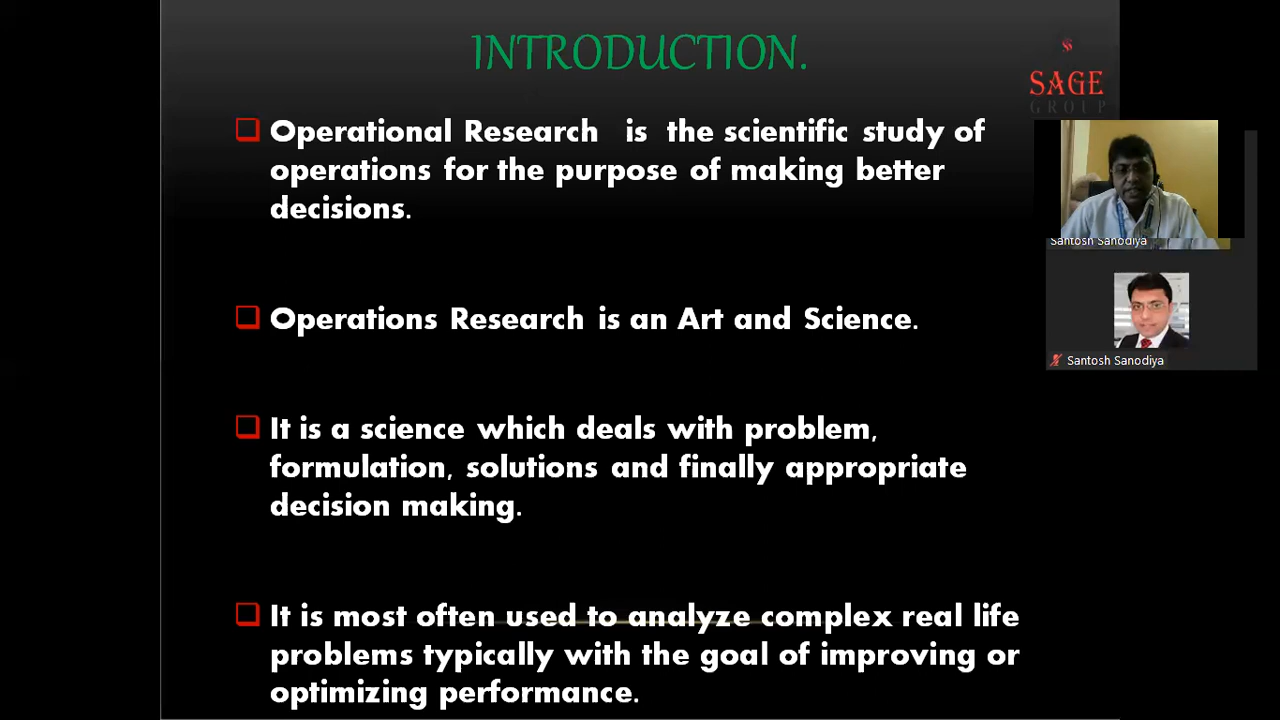 INTRODUCTION.
SAGE
GROUP
Operational Research is the scientific study of
operations for the purpose of making better
decisions.
Santosh Sanodiya
Operations Research is an Art and Science.
Santosh Sanodiya
It is a science which deals with problem,
formulation, solutions and finally appropriate
decision making.
It is most often used to analyze complex real life
problems typically with the goal of improving or
optimizing performance.